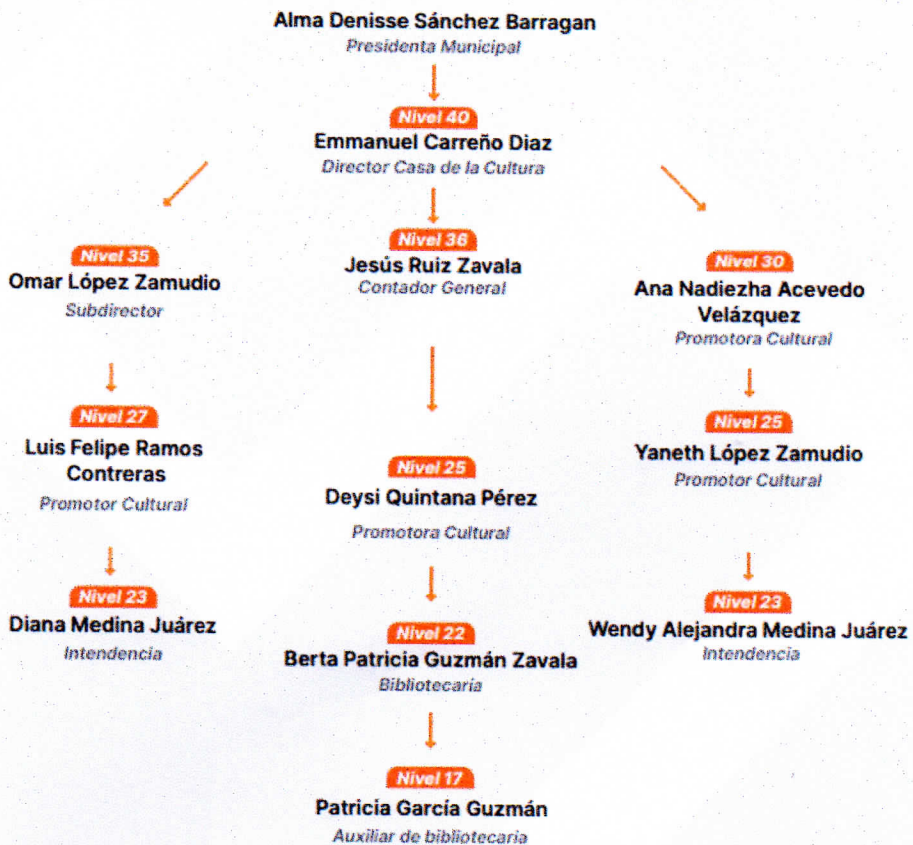 Alma Denisse Sánchez Barragan
Presidenta Municipal
Nivel 40
Emmanuel Carreño Diaz
Director Casa de la Cultura
Nivel 35
Omar López Zamudio
Subdirector
Nivel 27
Luis Felipe Ramos
Contreras
Promotor Cultural
Nivel 23
Diana Medina Juárez
Intendencia
Nivel 36
Jesús Ruiz Zavala
Contador General
Nivel 25
Deysi Quintana Pérez
Promotora Cultural
Nivel 22
Berta Patricia Guzmán Zavala
Bibliotecaria
Nivel 17
Patricia García Guzmán
Auxiliar de bibliotecaria
Nivel 30
Ana Nadiezha Acevedo
Velázquez
Promotora Cultural
Nivel 25
Yaneth López Zamudio
Promotor Cultural
Nivel 23
Wendy Alejandra Medina Juárez
Intendencia